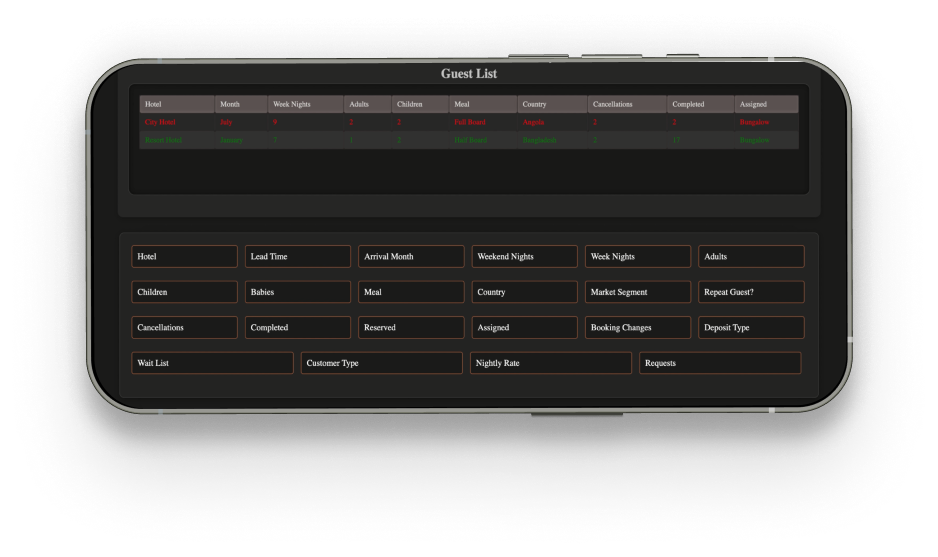 Guest List
Hotel Month Week Nights Adults Children Meal Country Cancellations Completed Assigned
City Hotel July 2 2 Full Board Angola 2 2 Bungalow
Resort Hotel January 7 1 2 Half Board Bangladesh 17 Bungalow
Hotel Lead Time Arrival Month Weekend Nights Week Nights Adults
Children Babies Meal Country Market Segment Repeat Guest?
Cancellations Completed Reserved Assigned Booking Changes Deposit Type
Wait List Customer Type Nightly Rate Requests